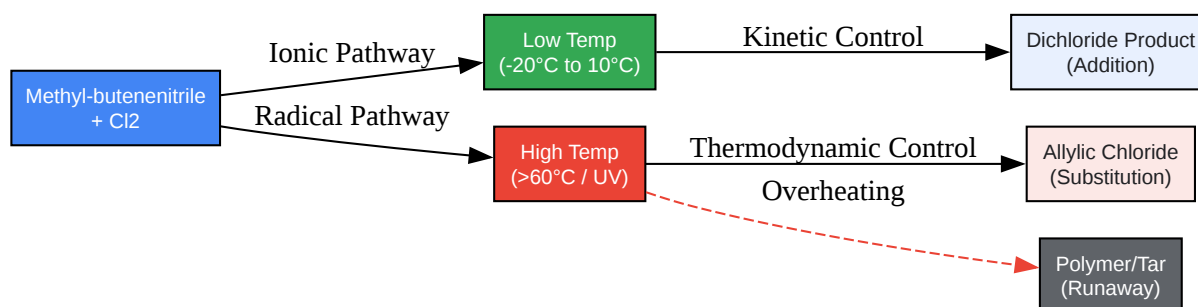 Methyl-butenenitrile
+ Cl2
Ionic Pathway
Radical Pathway
Low Temp
(-20°C to 10°C)
Kinetic Control
Dichloride Product
(Addition)
High Temp
(>60°C / UV)
Thermodynamic Control
Overheating
Allylic Chloride
(Substitution)
Polymer/Tar
(Runaway)